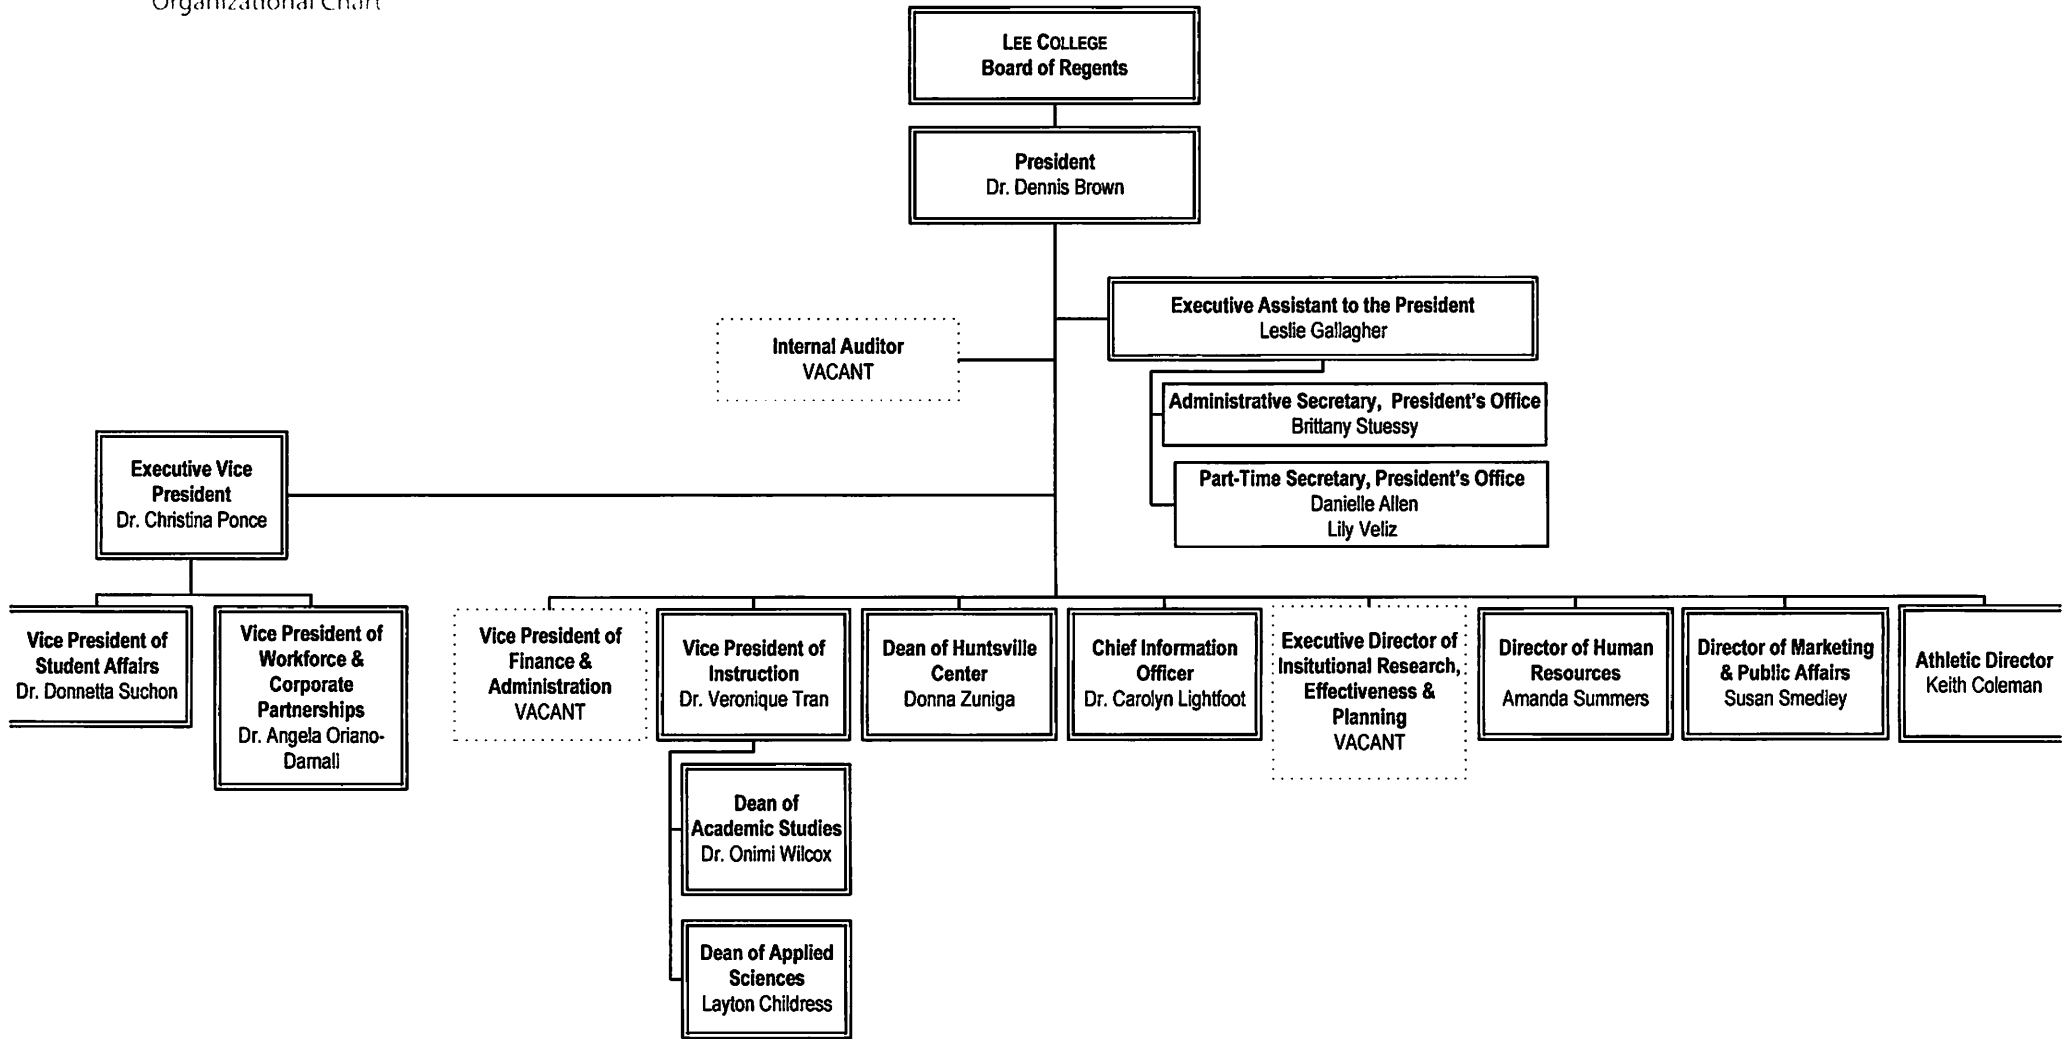 Organizational Chart
LEE COLLEGE
Board of Regents
President
Dr. Dennis Brown
Executive Assistant to the President
Leslie Gallagher
Internal Auditor
VACANT
Administrative Secretary, President's Office
Brittany Stuessy
Part-Time Secretary, President's Office
Danielle Allen
Lily Veliz
Executive Vice
President
Dr. Christina Ponce
Vice President of
Student Affairs
Dr. Donnetta Suchon
Vice President of
Workforce &
Corporate
Partnerships
Dr. Angela Oriano-
Darnall
Vice President of
Finance &
Administration
VACANT
Vice President of
Instruction
Dr. Veronique Tran
Dean of Huntsville
Center
Donna Zuniga
Chief Information
Officer
Dr. Carolyn Lightfoot
Executive Director of
Insitutional Research,
Effectiveness &
Planning
VACANT
Director of Human
Resources
Amanda Summers
Director of Marketing
& Public Affairs
Susan Smedley
Athletic Director
Keith Coleman
Dean of
Academic Studies
Dr. Onimi Wilcox
Dean of Applied
Sciences
Layton Childress